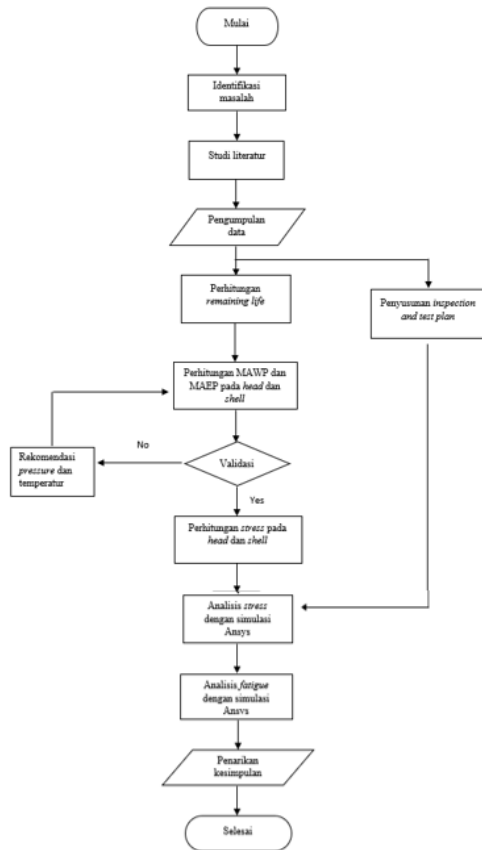 Mulai
Identifikasi
masalah
Studi literatur
Pengumpulan
data
Perhitungan
remaining life
Penyusunan inspection
and test plan
Perhitungan MAWP dan
MAEP pada head dan
shell
No
Rekomendasi
pressure dan
temperatur
Validasi
Yes
Perhitungan stress pada
head dan shell
Analisis stress
dengan simulasi
Ansys
Analisis fatigue
dengan simulasi
Ansys
Penarikan
kesimpulan
Selesai